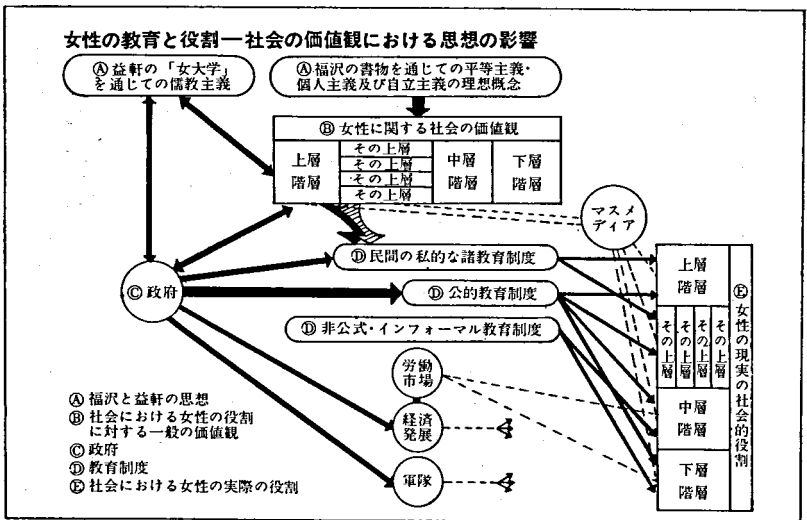 女性の教育と役割―社会の価値観における思想の影響
Ⓐ益軒の「女大学」
を通じての儒教主義
Ⓐ福沢の書物を通じての平等主義・
個人主義及び自立主義の理想概念
Ⓑ女性に関する社会の価値観
上層
階層
その上層
その上層
その上層
その上層
中層
階層
下層
階層
マスメ
ディア
Ⓓ民間の私的な諸教育制度
Ⓒ政府
Ⓓ公的教育制度
Ⓓ非公式・インフォーマル教育制度
上層
階層
その上層
その上層
その上層
その上層
中層
階層
下層
階層
Ⓔ女性の現実の社会的役割
労働
市場
経済
発展
軍隊
Ⓐ福沢と益軒の思想
Ⓑ社会における女性の役割
に対する一般の価値観
Ⓒ政府
Ⓓ教育制度
Ⓔ社会における女性の実際の役割